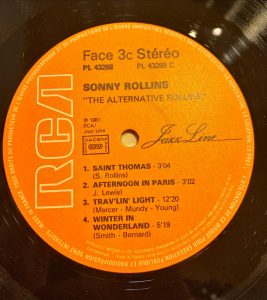 Face 3c Stéréo
PL 43268 PL 43268 C
SONNY ROLLINS
"THE ALTERNATIVE ROLLINS"
RCA
℗ 1981
RCA
Jazz Line
SACEM
Jazz Line
1. SAINT THOMAS - 3'04
(S. Rollins)
2. AFTERNOON IN PARIS - 3'02
(J. Lewis)
3. TRAV'LIN' LIGHT - 12'20
(Mercer - Mundy - Young)
4. WINTER IN
WONDERLAND - 5'19
(Smith - Bernard)